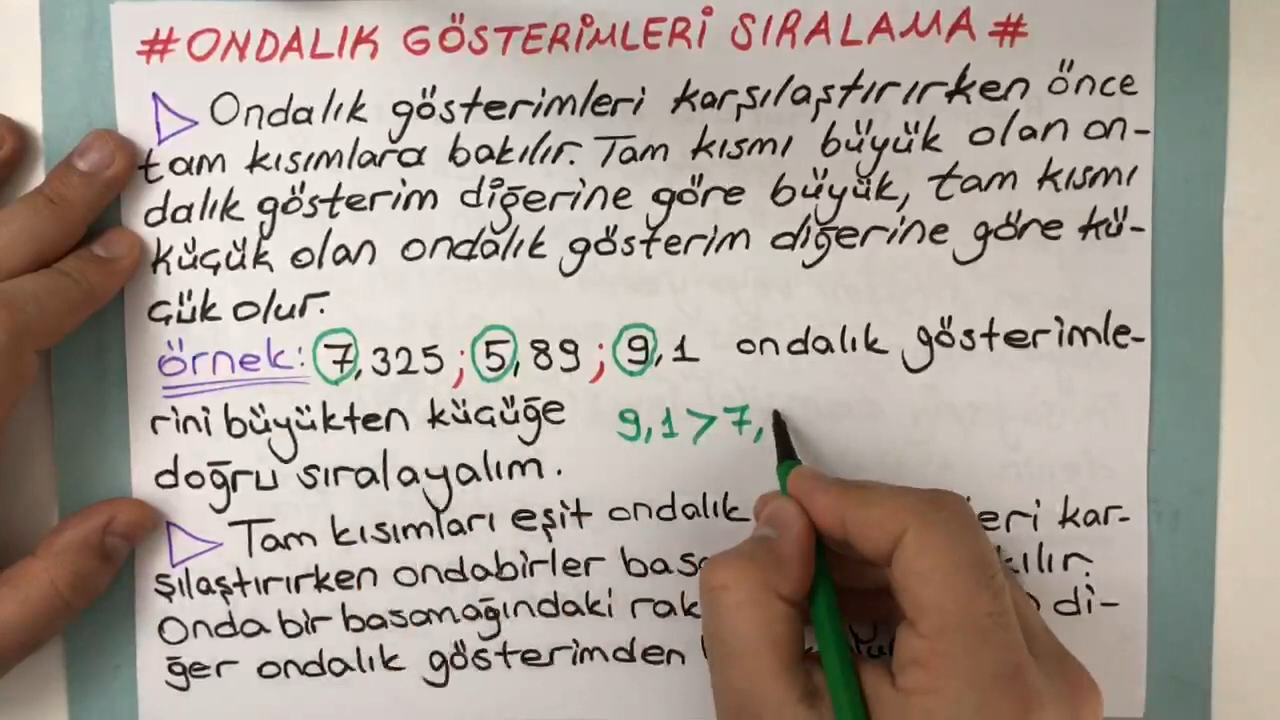 #ONDALIK GÖSTERİMLERİ SIRALAMA#
Ondalık gösterimleri karşılaştırırken önce
tam kısımlara bakılır. Tam kısmı büyük olan on-
dalık gösterim diğerine göre büyük, tam kısmı
küçük olan ondalık gösterim diğerine göre kü-
çük olur.
örnek: 7,325 ; 5,89 ; 9,1 ondalık gösterimle-
rini büyükten küçüğe
9,1 > 7,
doğru sıralayalım.
Tam kısımları eşit ondalık eri kar-
şılaştırırken ondabirler
Onda bir basamağındaki di-
ğer ondalık gösterimden